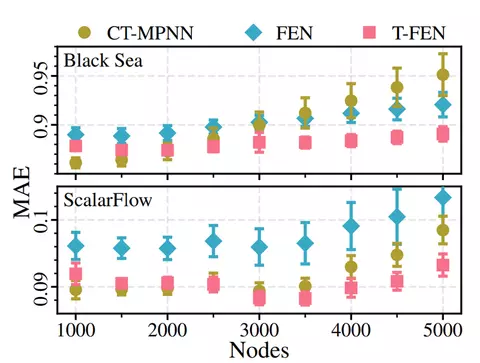 CT-MPNN FEN T-FEN
Black Sea
0.95
0.9
MAE
ScalarFlow
0.1
0.09
1000 2000 3000 4000 5000
Nodes